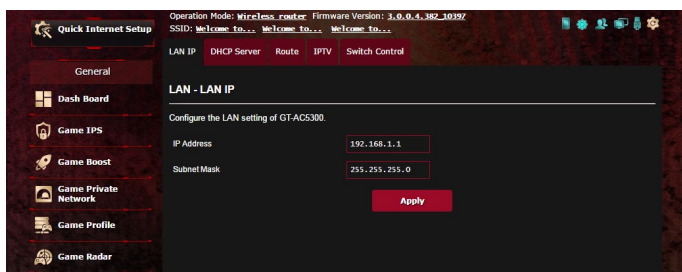 Quick Internet Setup
Operation Mode: Wireless router Firmware Version: 3.0.0.4.382_10397
SSID: Welcome to... Welcome to... Welcome to...
LAN IP DHCP Server Route IPTV Switch Control
General
Dash Board
Game IPS
Game Boost
Game Private
Network
Game Profile
Game Radar
LAN - LAN IP
Configure the LAN setting of GT-AC5300.
IP Address 192.168.1.1
Subnet Mask 255.255.255.0
Apply